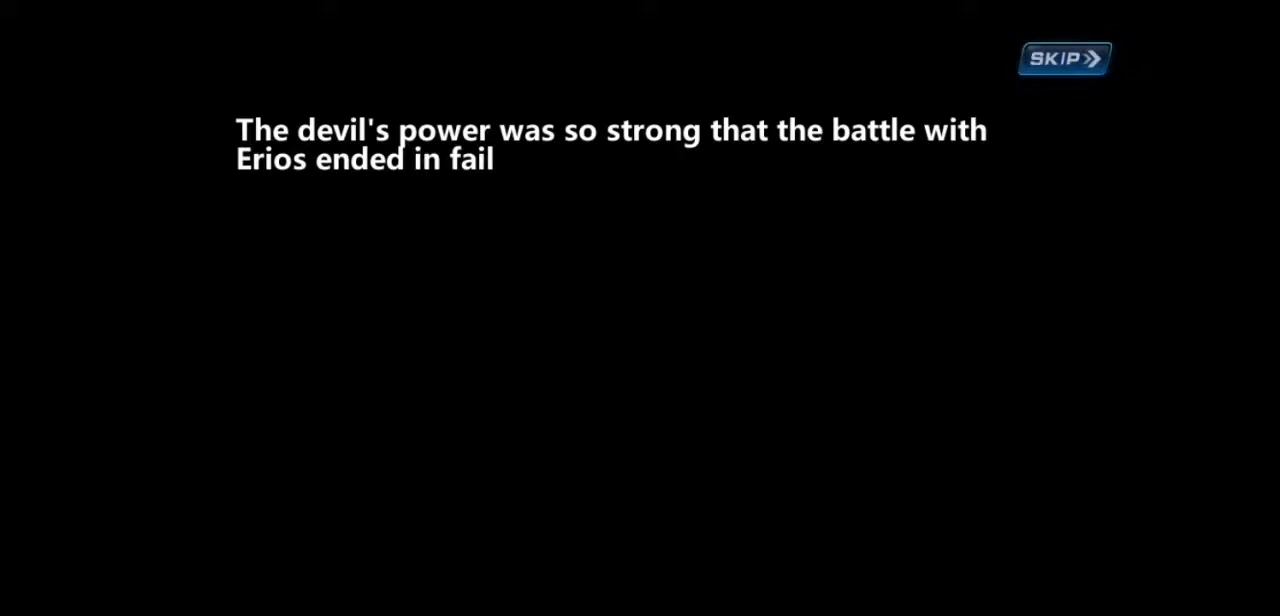 SKIP
The devil's power was so strong that the battle with
Erios ended in fail